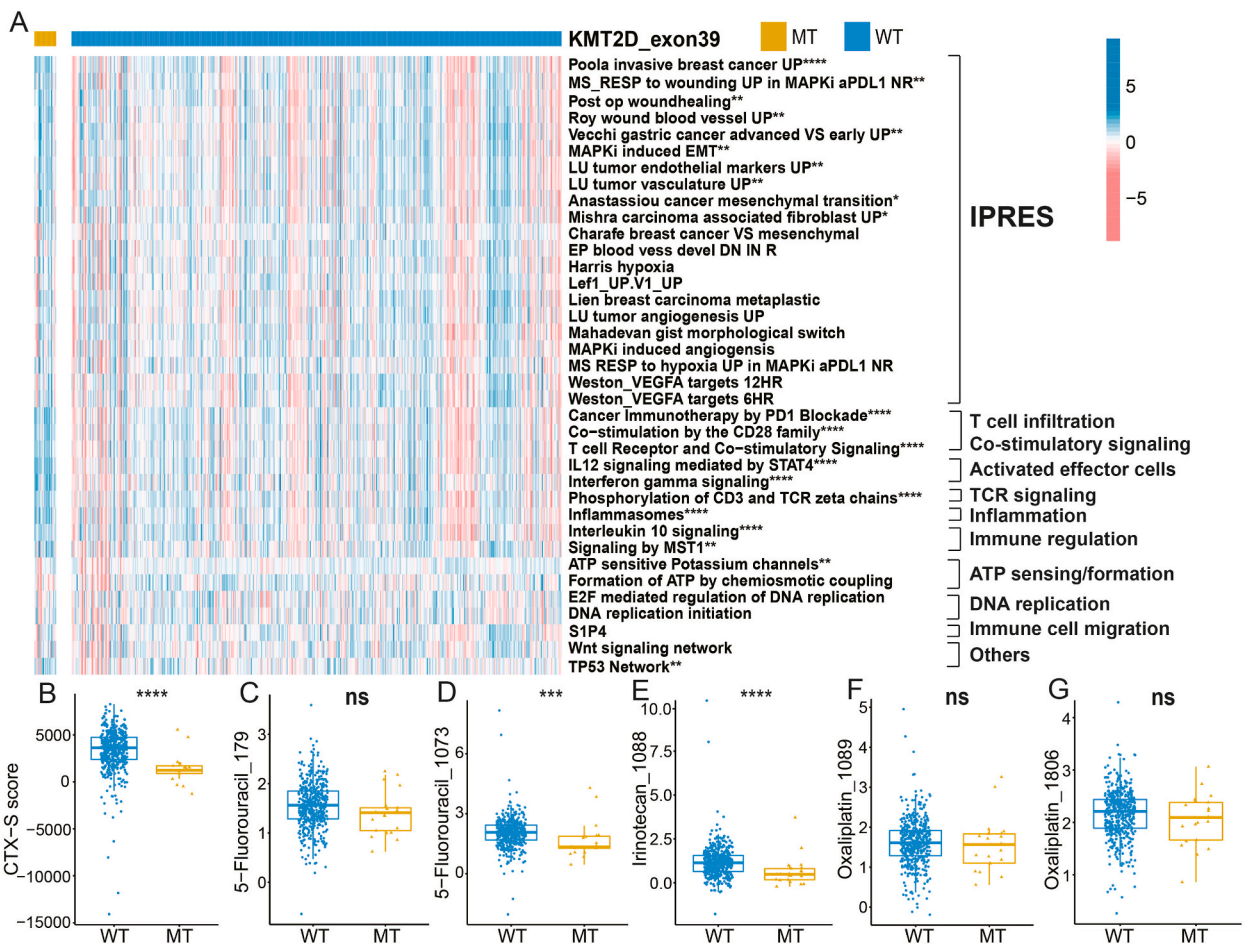 A
KMT2D_exon39
MT
WT
Poola invasive breast cancer UP****
MS_RESP to wounding UP in MAPKi aPDL1 NR**
Post op woundhealing**
Roy wound blood vessel UP**
Vecchi gastric cancer advanced VS early UP**
MAPKi induced EMT**
LU tumor endothelial markers UP**
LU tumor vasculature UP**
Anastassiou cancer mesenchymal transition*
Mishra carcinoma associated fibroblast UP*
Charafe breast cancer VS mesenchymal
EP blood vess devel DN IN R
Harris hypoxia
Lef1_UP.V1_UP
Lien breast carcinoma metaplastic
LU tumor angiogenesis UP
Mahadevan gist morphological switch
MAPKi induced angiogensis
MS RESP to hypoxia UP in MAPKi aPDL1 NR
Weston_VEGFA targets 12HR
Weston_VEGFA targets 6HR
Cancer Immunotherapy by PD1 Blockade****
Co−stimulation by the CD28 family****
T cell Receptor and Co−stimulatory Signaling****
IL12 signaling mediated by STAT4****
Interferon gamma signaling****
Phosphorylation of CD3 and TCR zeta chains****
Inflammasomes****
Interleukin 10 signaling****
Signaling by MST1**
ATP sensitive Potassium channels**
Formation of ATP by chemiosmotic coupling
E2F mediated regulation of DNA replication
DNA replication initiation
S1P4
Wnt signaling network
TP53 Network**
IPRES
T cell infiltration
Co-stimulatory signaling
Activated effector cells
TCR signaling
Inflammation
Immune regulation
ATP sensing/formation
DNA replication
Immune cell migration
Others
5
0
−5
B
****
CTX−S score
5000
0
−5000
−10000
−15000
WT
MT
C
ns
5−Fluorouracil_179
3
2
1
0
WT
MT
D
***
5−Fluorouracil_1073
6
3
0
WT
MT
E
****
Irinotecan_1088
10.0
7.5
5.0
2.5
0.0
WT
MT
F
ns
Oxaliplatin_1089
5
4
3
2
1
0
WT
MT
G
ns
Oxaliplatin_1806
4
3
2
1
WT
MT